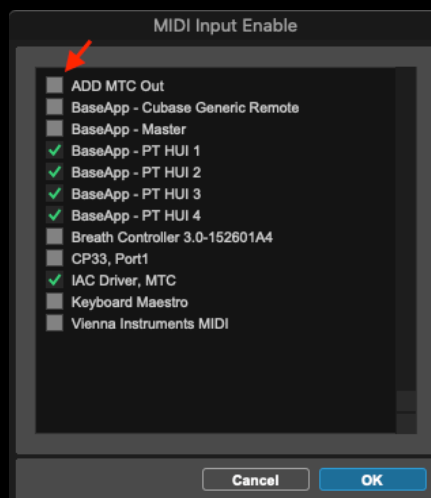 MIDI Input Enable
ADD MTC Out
BaseApp - Cubase Generic Remote
BaseApp - Master
BaseApp - PT HUI 1
BaseApp - PT HUI 2
BaseApp - PT HUI 3
BaseApp - PT HUI 4
Breath Controller 3.0-152601A4
CP33, Port1
IAC Driver, MTC
Keyboard Maestro
Vienna Instruments MIDI
Cancel OK